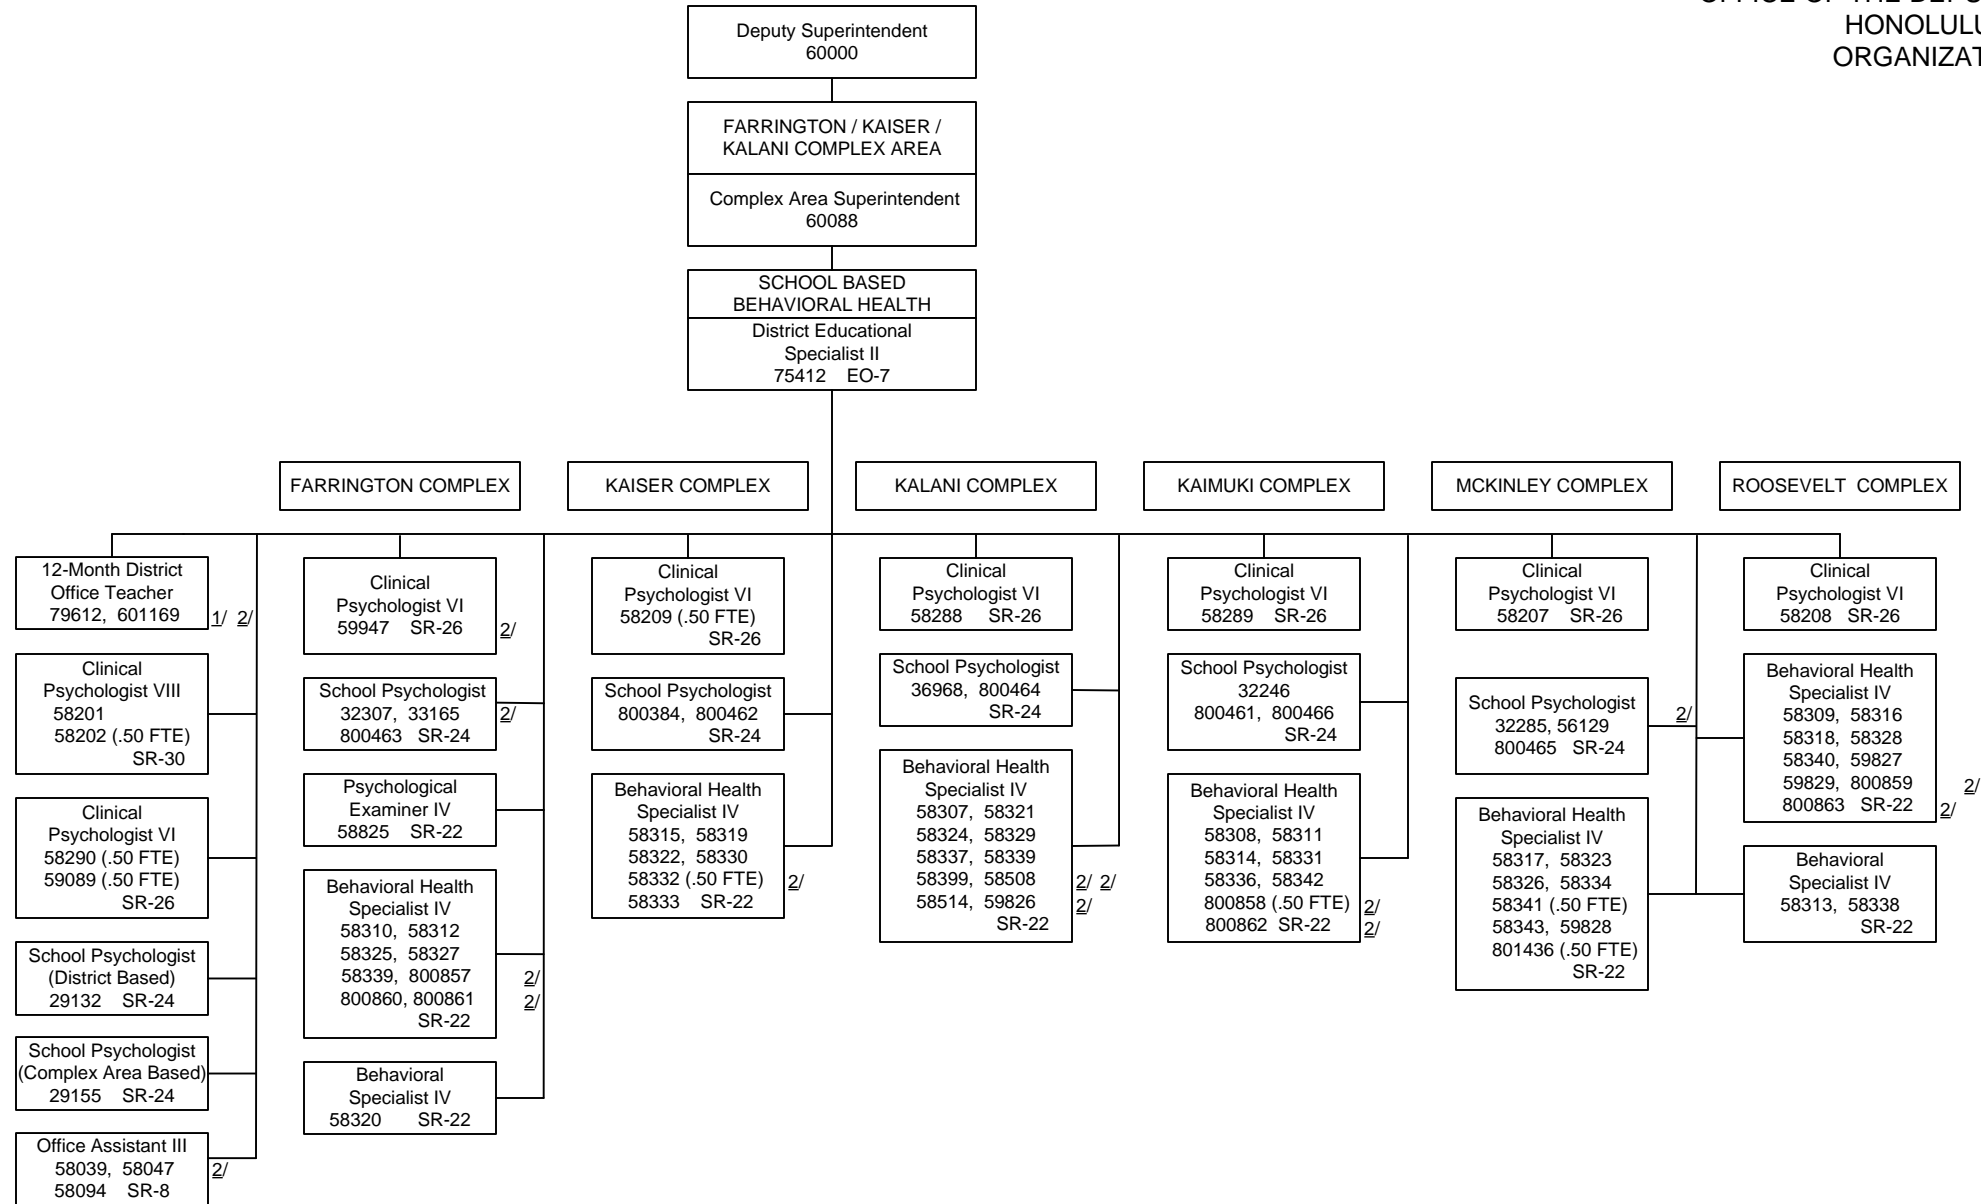 HONOLULU
ORGANIZAT
Deputy Superintendent
60000
FARRINGTON / KAISER /
KALANI COMPLEX AREA
Complex Area Superintendent
60088
SCHOOL BASED
BEHAVIORAL HEALTH
District Educational
Specialist II
75412 EO-7
FARRINGTON COMPLEX
KAISER COMPLEX
KALANI COMPLEX
KAIMUKI COMPLEX
MCKINLEY COMPLEX
ROOSEVELT COMPLEX
12-Month District
Office Teacher
79612, 601169
1/ 2/
Clinical
Psychologist VIII
58201
58202 (.50 FTE)
SR-30
Clinical
Psychologist VI
58290 (.50 FTE)
59089 (.50 FTE)
SR-26
School Psychologist
(District Based)
29132 SR-24
School Psychologist
(Complex Area Based)
29155 SR-24
Office Assistant III
58039, 58047
58094 SR-8
2/
Clinical
Psychologist VI
59947 SR-26
2/
School Psychologist
32307, 33165
800463 SR-24
2/
Psychological
Examiner IV
58825 SR-22
Behavioral Health
Specialist IV
58310, 58312
58325, 58327
58339, 800857
800860, 800861
SR-22
2/
2/
Behavioral
Specialist IV
58320 SR-22
Clinical
Psychologist VI
58209 (.50 FTE)
SR-26
School Psychologist
800384, 800462
SR-24
Behavioral Health
Specialist IV
58315, 58319
58322, 58330
58332 (.50 FTE)
58333 SR-22
2/
Clinical
Psychologist VI
58288 SR-26
School Psychologist
36968, 800464
SR-24
Behavioral Health
Specialist IV
58307, 58321
58324, 58329
58337, 58339
58399, 58508
58514, 59826
SR-22
2/ 2/
2/
Clinical
Psychologist VI
58289 SR-26
School Psychologist
32246
800461, 800466
SR-24
Behavioral Health
Specialist IV
58308, 58311
58314, 58331
58336, 58342
800858 (.50 FTE)
800862 SR-22
2/
2/
Clinical
Psychologist VI
58207 SR-26
School Psychologist
32285, 56129
800465 SR-24
2/
Behavioral Health
Specialist IV
58317, 58323
58326, 58334
58341 (.50 FTE)
58343, 59828
801436 (.50 FTE)
SR-22
Clinical
Psychologist VI
58208 SR-26
Behavioral Health
Specialist IV
58309, 58316
58318, 58328
58340, 59827
59829, 800859
800863 SR-22
2/
2/
Behavioral
Specialist IV
58313, 58338
SR-22